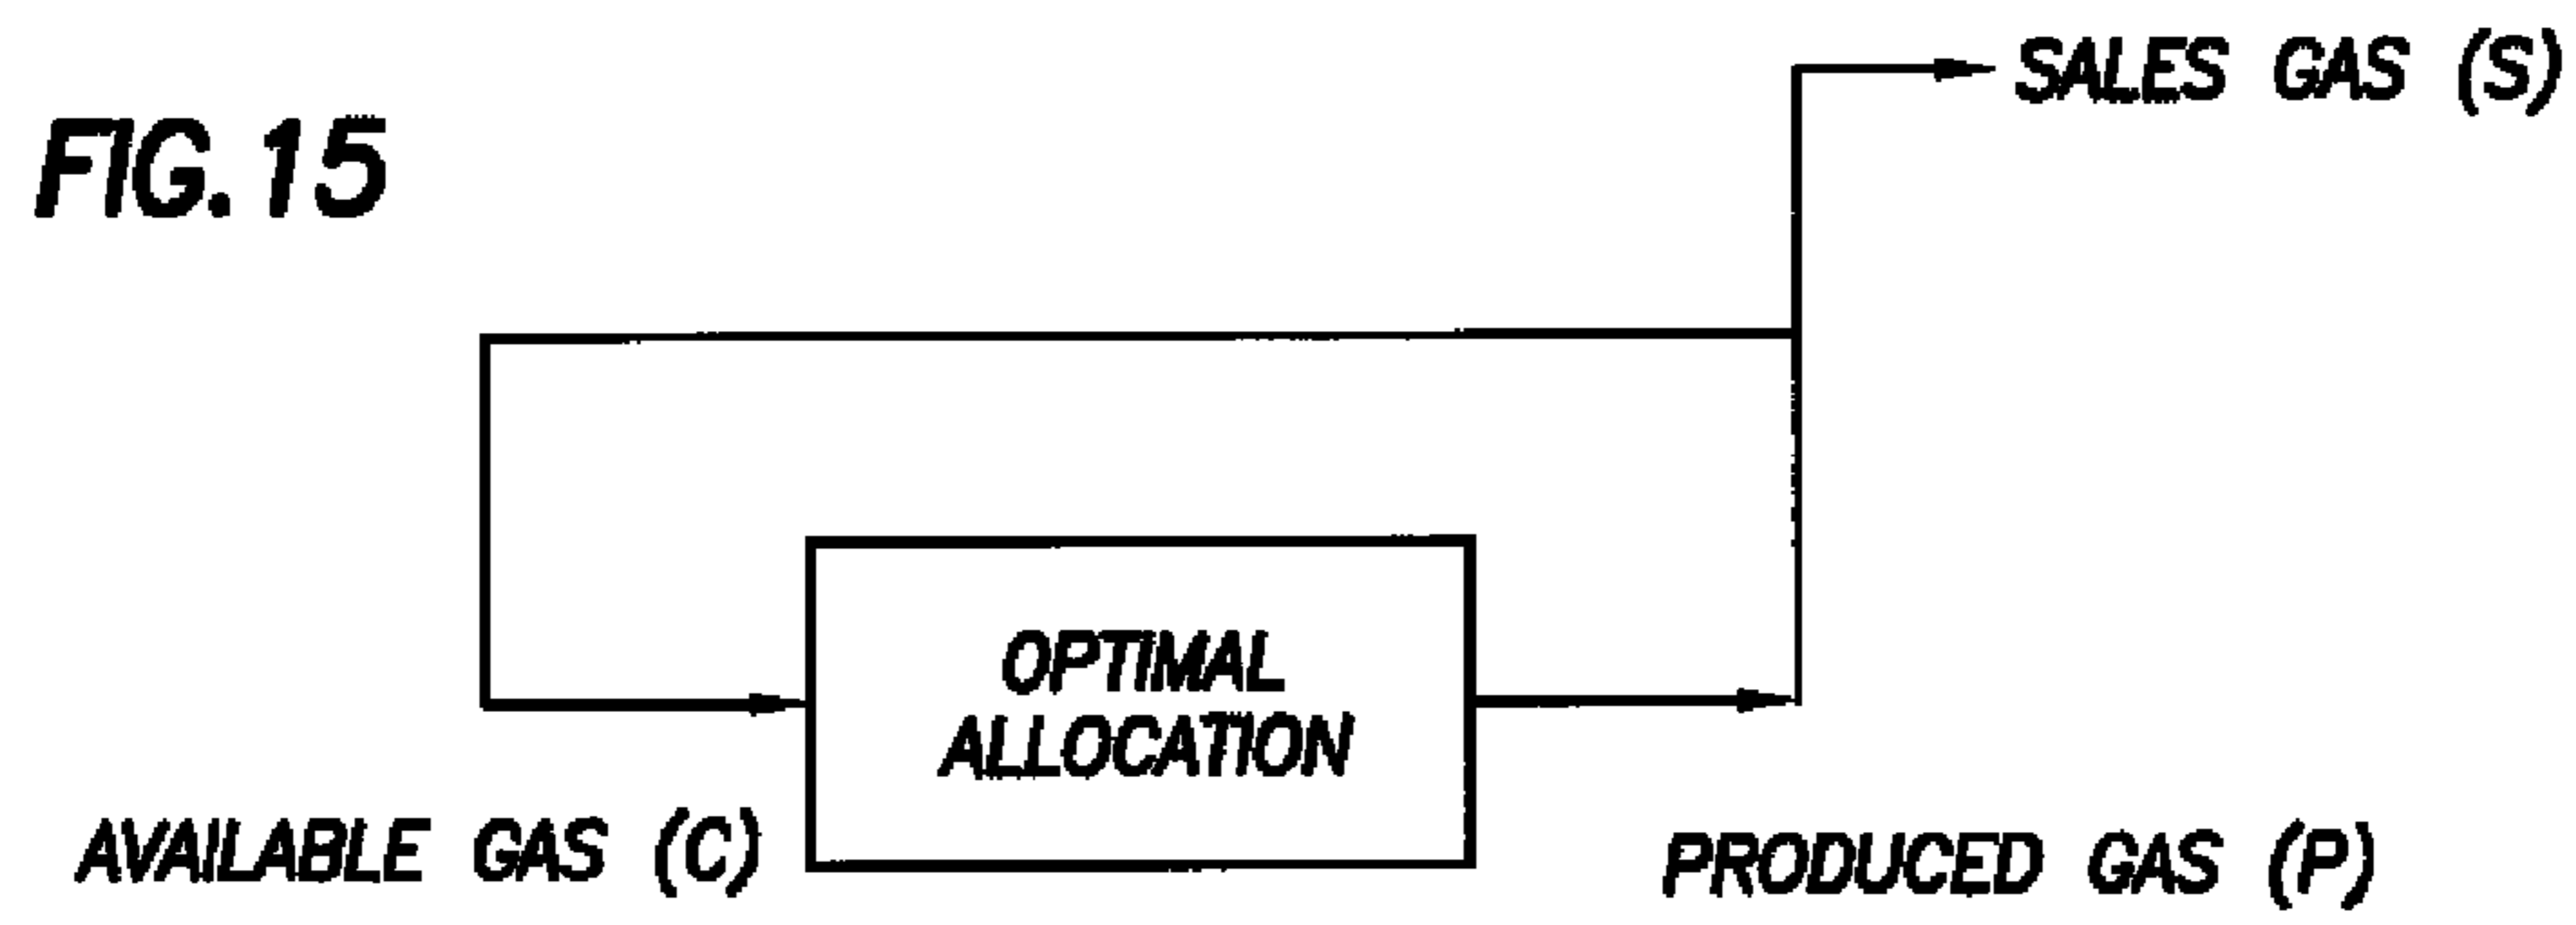 FIG. 15
SALES GAS (S)
OPTIMAL
ALLOCATION
AVAILABLE GAS (C)
PRODUCED GAS (P)